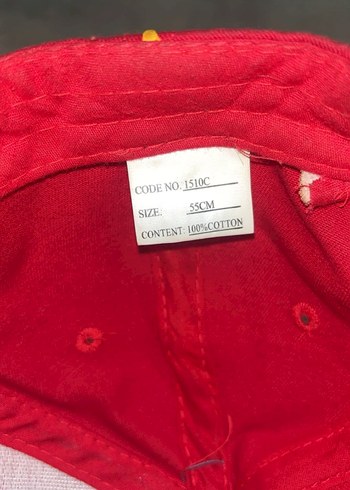 CODE NO. 1510C
SIZE: 55CM
CONTENT: 100%COTTON